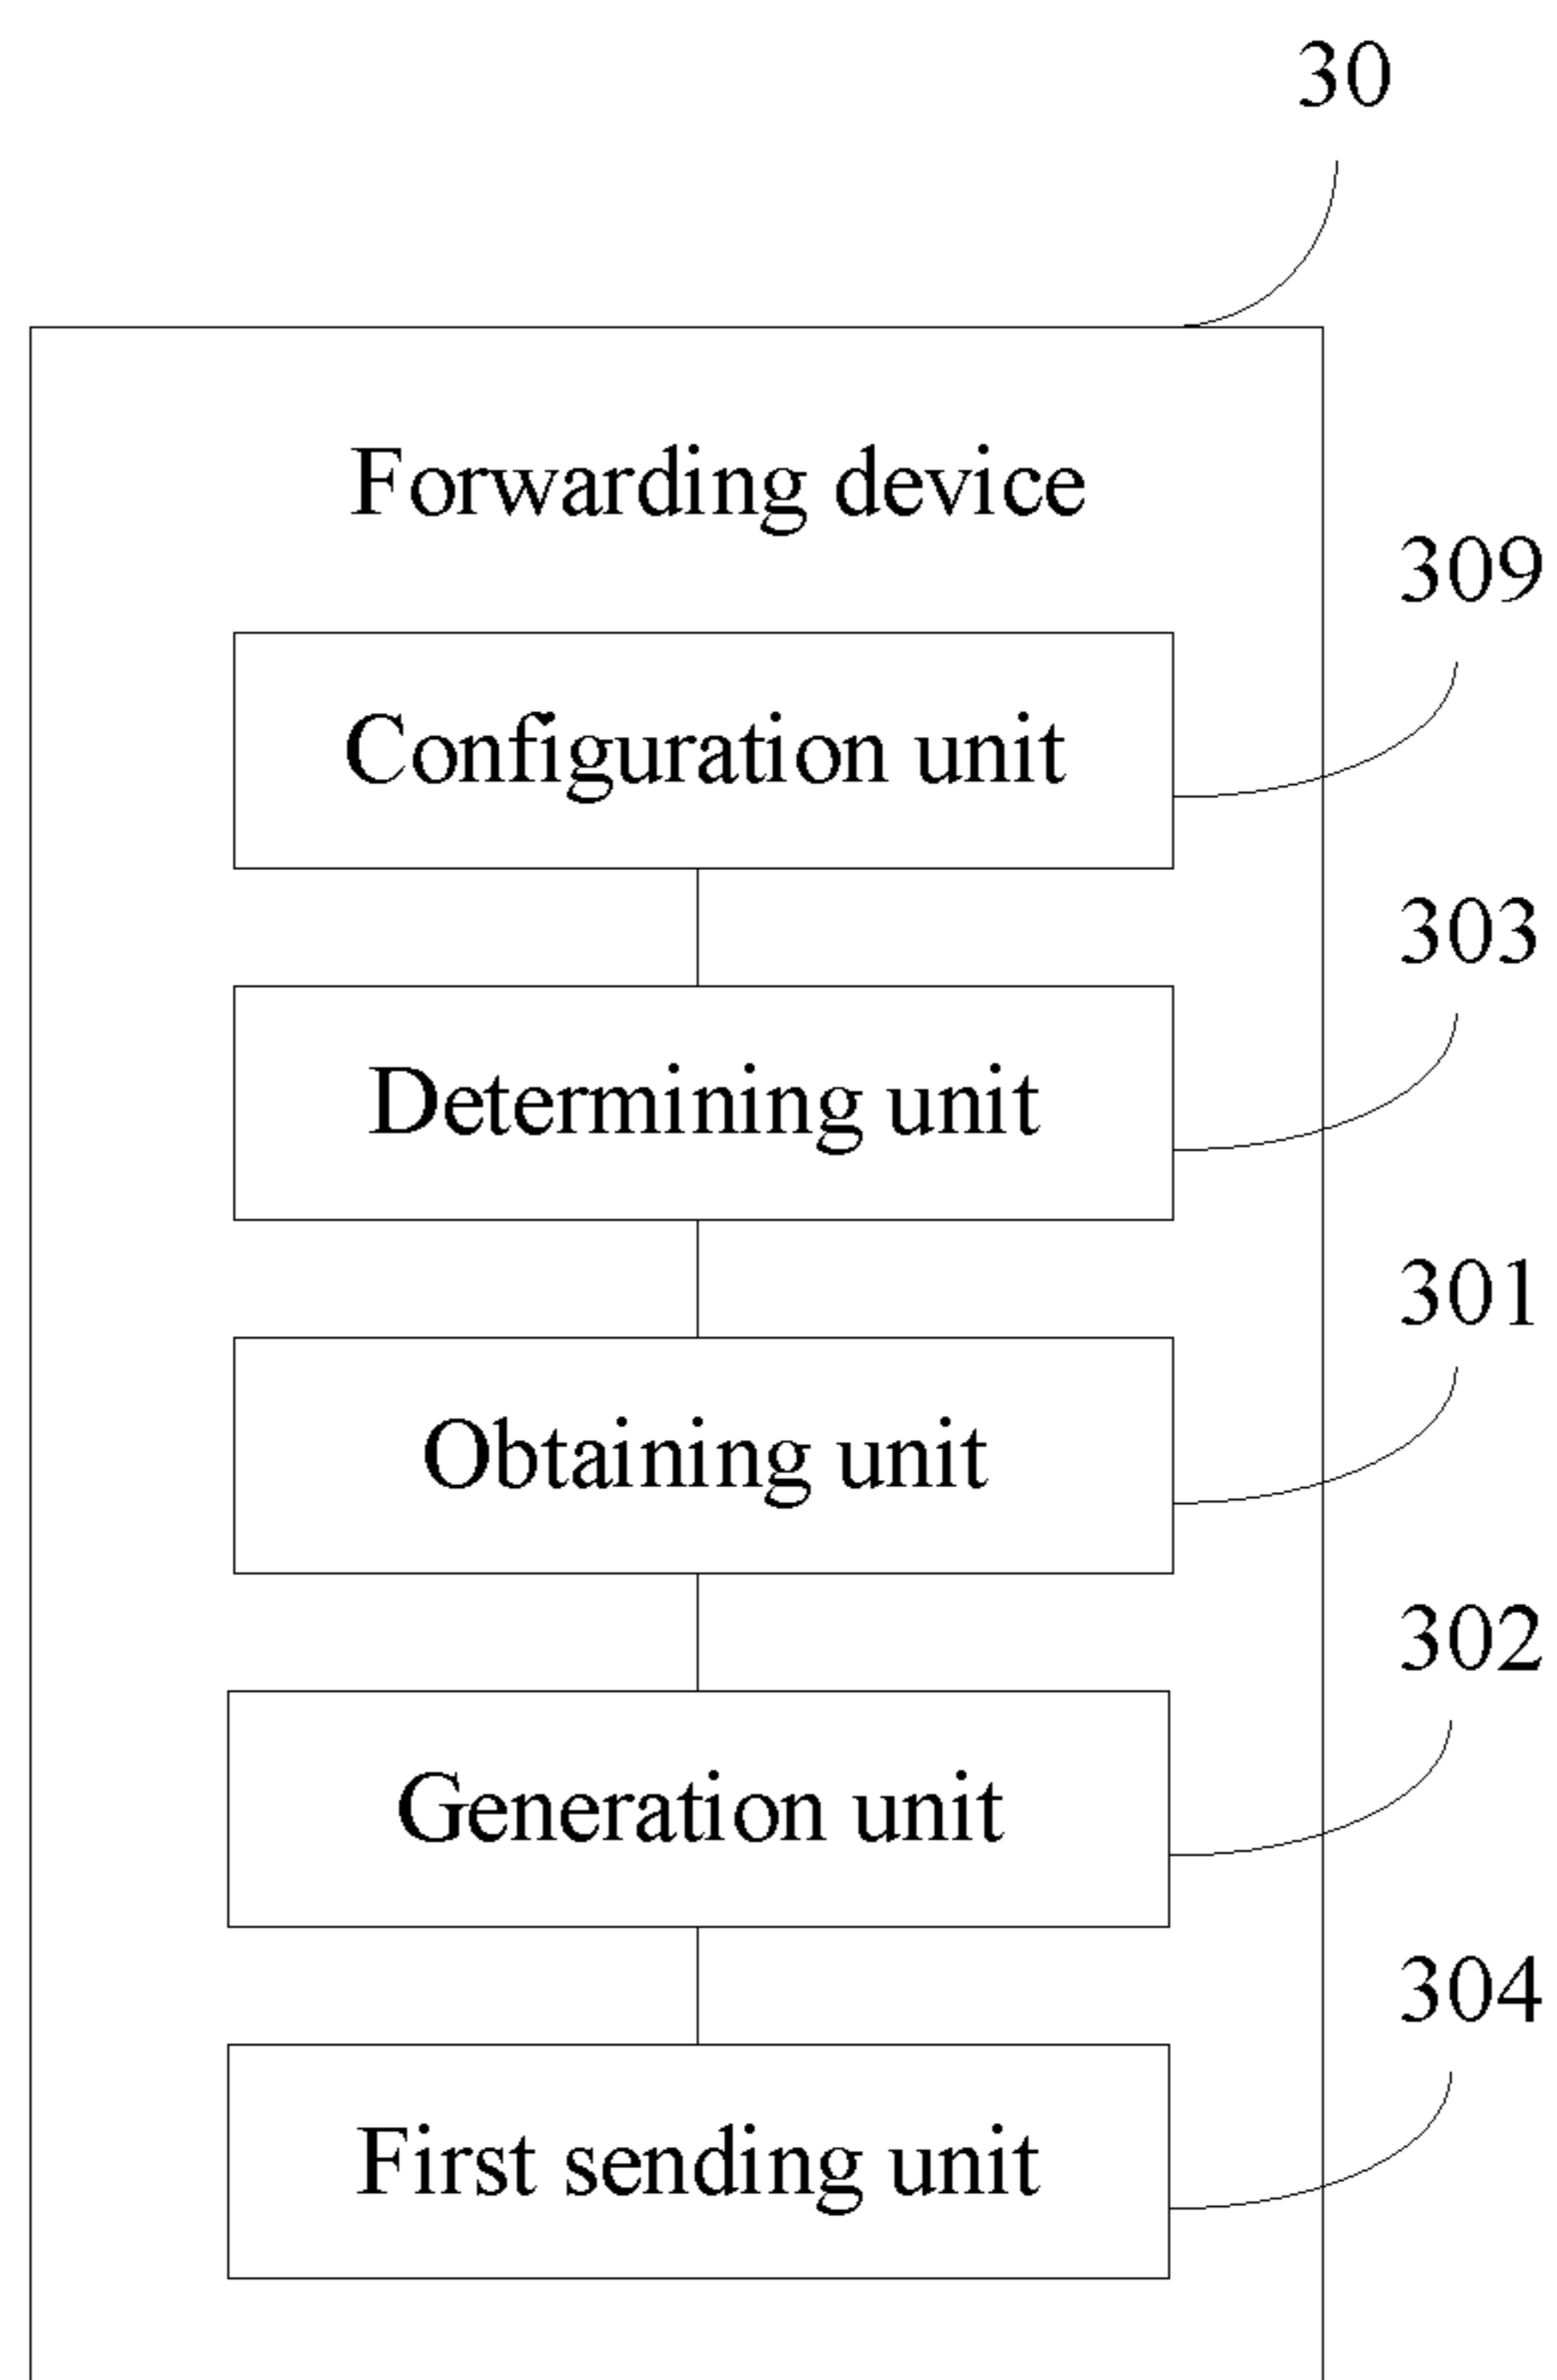 30
Forwarding device
309
Configuration unit
303
Determining unit
301
Obtaining unit
302
Generation unit
304
First sending unit